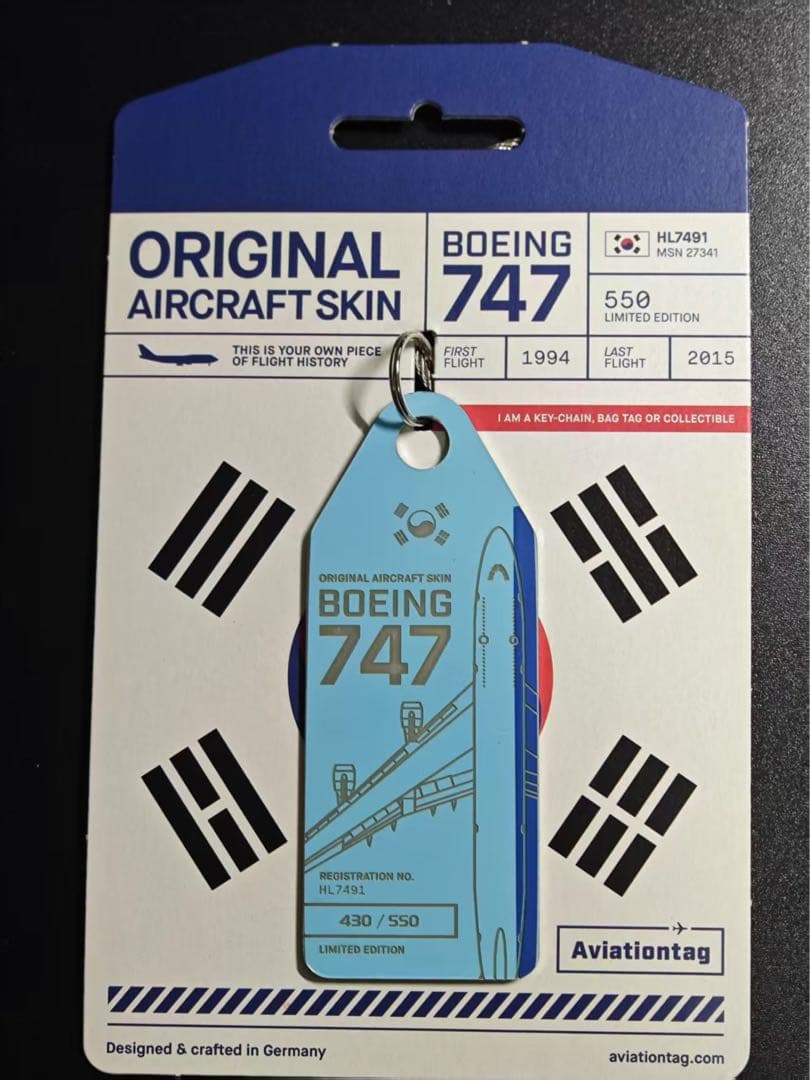 ORIGINAL
AIRCRAFT SKIN
BOEING
747
HL7491
MSN 27341
550
LIMITED EDITION
THIS IS YOUR OWN PIECE
OF FLIGHT HISTORY
FIRST
FLIGHT
1994
LAST
FLIGHT
2015
I AM A KEY-CHAIN, BAG TAG OR COLLECTIBLE
ORIGINAL AIRCRAFT SKIN
BOEING
747
REGISTRATION NO.
HL7491
430 / 550
LIMITED EDITION
Aviationtag
Designed & crafted in Germany
aviationtag.com